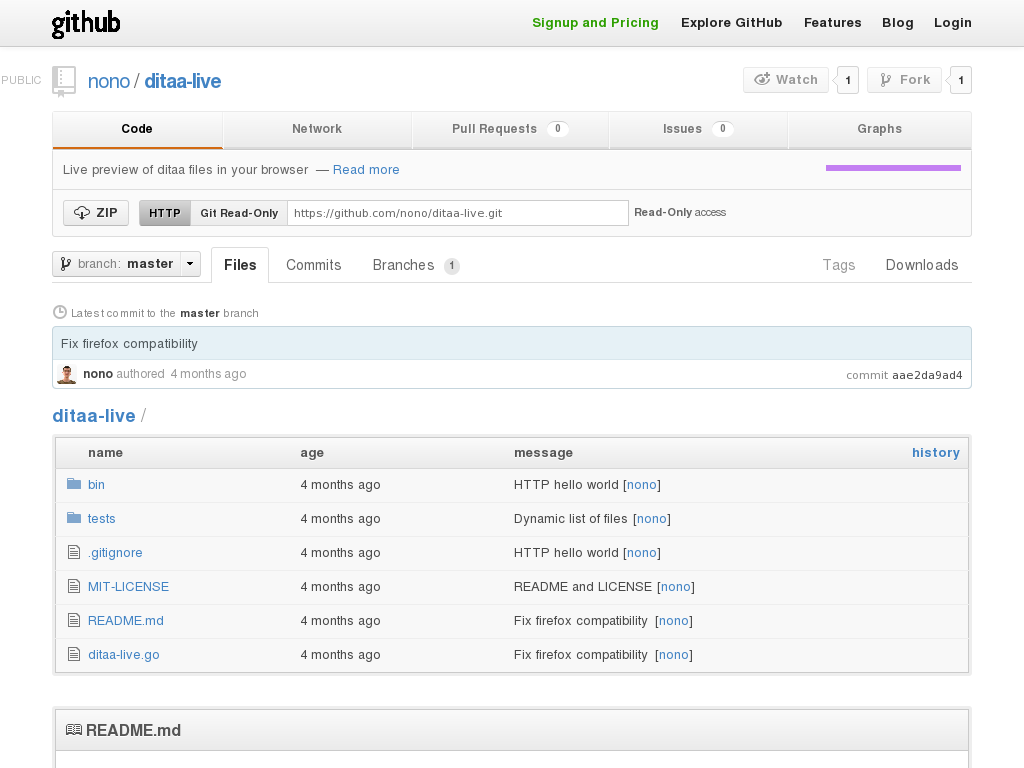 github
Signup and Pricing Explore GitHub Features Blog Login
PUBLIC nono / ditaa-live Watch 1 Fork 1
Code Network Pull Requests 0 Issues 0 Graphs
Live preview of ditaa files in your browser — Read more
ZIP HTTP Git Read-Only https://github.com/nono/ditaa-live.git Read-Only access
branch: master Files Commits Branches 1 Tags Downloads
Latest commit to the master branch
Fix firefox compatibility
nono authored 4 months ago commit aae2da9ad4
ditaa-live /
name age message history
bin 4 months ago HTTP hello world [nono]
tests 4 months ago Dynamic list of files [nono]
.gitignore 4 months ago HTTP hello world [nono]
MIT-LICENSE 4 months ago README and LICENSE [nono]
README.md 4 months ago Fix firefox compatibility [nono]
ditaa-live.go 4 months ago Fix firefox compatibility [nono]
README.md